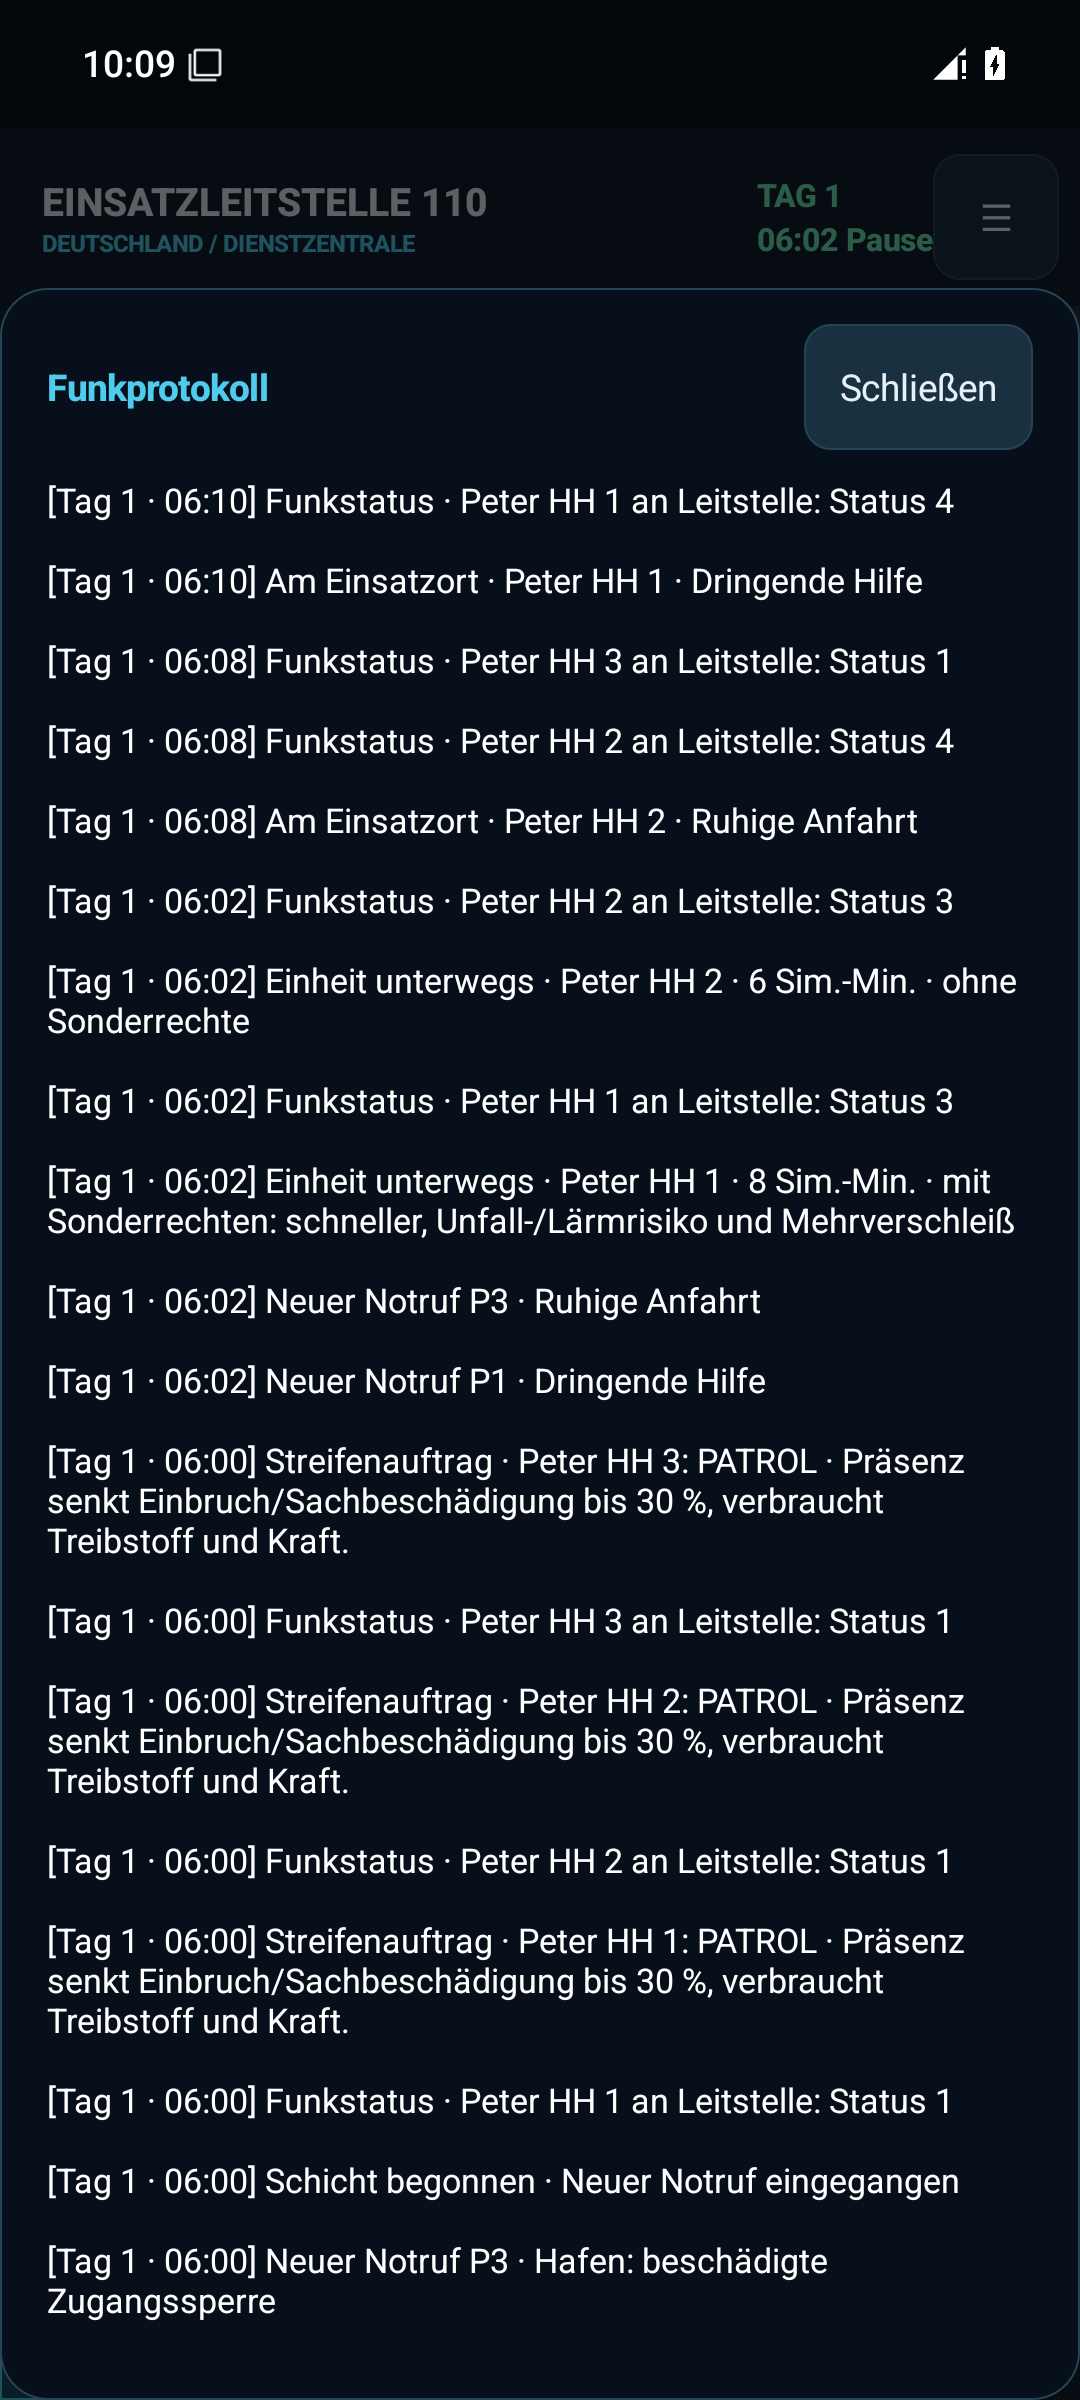 10:09
EINSATZLEITSTELLE 110
DEUTSCHLAND / DIENSTZENTRALE
TAG 1
06:02 Pause
Funkprotokoll
Schließen
[Tag 1 · 06:10] Funkstatus · Peter HH 1 an Leitstelle: Status 4
[Tag 1 · 06:10] Am Einsatzort · Peter HH 1 · Dringende Hilfe
[Tag 1 · 06:08] Funkstatus · Peter HH 3 an Leitstelle: Status 1
[Tag 1 · 06:08] Funkstatus · Peter HH 2 an Leitstelle: Status 4
[Tag 1 · 06:08] Am Einsatzort · Peter HH 2 · Ruhige Anfahrt
[Tag 1 · 06:02] Funkstatus · Peter HH 2 an Leitstelle: Status 3
[Tag 1 · 06:02] Einheit unterwegs · Peter HH 2 · 6 Sim.-Min. · ohne
Sonderrechte
[Tag 1 · 06:02] Funkstatus · Peter HH 1 an Leitstelle: Status 3
[Tag 1 · 06:02] Einheit unterwegs · Peter HH 1 · 8 Sim.-Min. · mit
Sonderrechten: schneller, Unfall-/Lärmrisiko und Mehrverschleiß
[Tag 1 · 06:02] Neuer Notruf P3 · Ruhige Anfahrt
[Tag 1 · 06:02] Neuer Notruf P1 · Dringende Hilfe
[Tag 1 · 06:00] Streifenauftrag · Peter HH 3: PATROL · Präsenz
senkt Einbruch/Sachbeschädigung bis 30 %, verbraucht
Treibstoff und Kraft.
[Tag 1 · 06:00] Funkstatus · Peter HH 3 an Leitstelle: Status 1
[Tag 1 · 06:00] Streifenauftrag · Peter HH 2: PATROL · Präsenz
senkt Einbruch/Sachbeschädigung bis 30 %, verbraucht
Treibstoff und Kraft.
[Tag 1 · 06:00] Funkstatus · Peter HH 2 an Leitstelle: Status 1
[Tag 1 · 06:00] Streifenauftrag · Peter HH 1: PATROL · Präsenz
senkt Einbruch/Sachbeschädigung bis 30 %, verbraucht
Treibstoff und Kraft.
[Tag 1 · 06:00] Funkstatus · Peter HH 1 an Leitstelle: Status 1
[Tag 1 · 06:00] Schicht begonnen · Neuer Notruf eingegangen
[Tag 1 · 06:00] Neuer Notruf P3 · Hafen: beschädigte
Zugangssperre